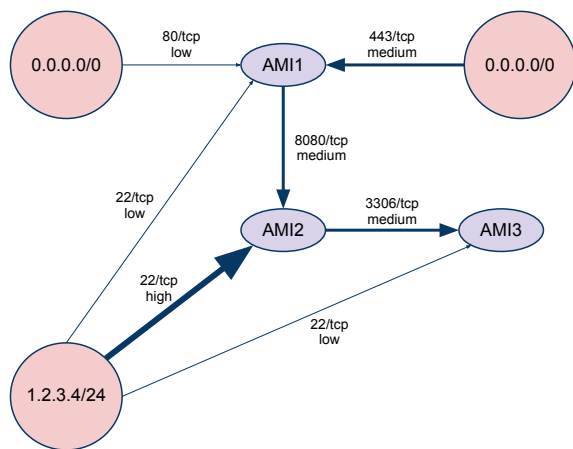 80/tcp
low
443/tcp
medium
0.0.0.0/0
AMI1
0.0.0.0/0
8080/tcp
medium
22/tcp
low
3306/tcp
medium
AMI2
AMI3
22/tcp
high
22/tcp
low
1.2.3.4/24